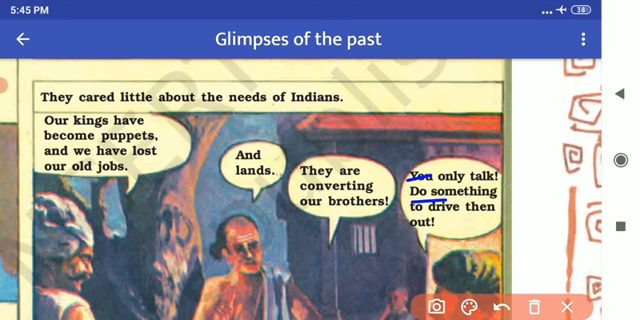 5:45 PM
38
Glimpses of the past
They cared little about the needs of Indians.
Our kings have
become puppets,
and we have lost
our old jobs.
And
lands.
They are
converting
our brothers!
You only talk!
Do something
to drive then
out!